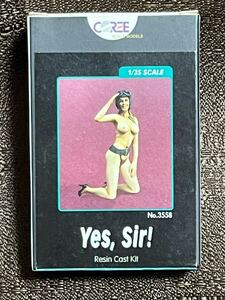 COREE
1/35 SCALE
No.3558
Yes, Sir!
Resin Cast Kit